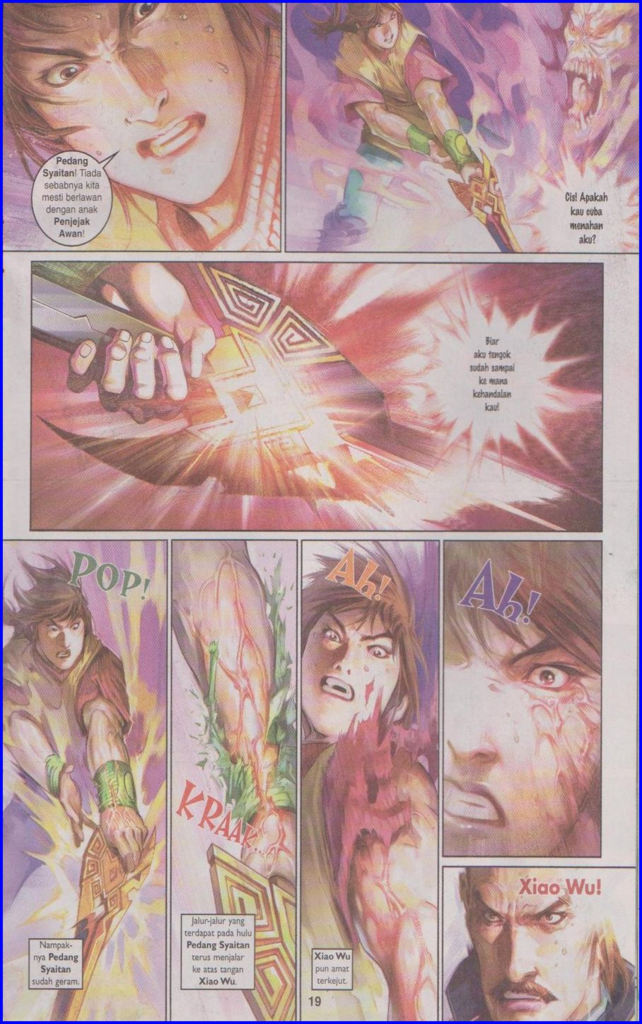 Pedang
Syaitan! Tiada
sebabnya kita
mesti berlawan
dengan anak
Penjejak
Awan!
Cis! Apakah
kau cuba
menahan
aku?
Biar
aku tengok
sudah sampai
ke mana
kehandalan
kau!
POP!
Nampak-
nya Pedang
Syaitan
sudah geram.
KRAAK...
Jalur-jalur yang
terdapat pada hulu
Pedang Syaitan
terus menjalar
ke atas tangan
Xiao Wu.
Ah!
Xiao Wu
pun amat
terkejut.
Ah!
Xiao Wu!
19